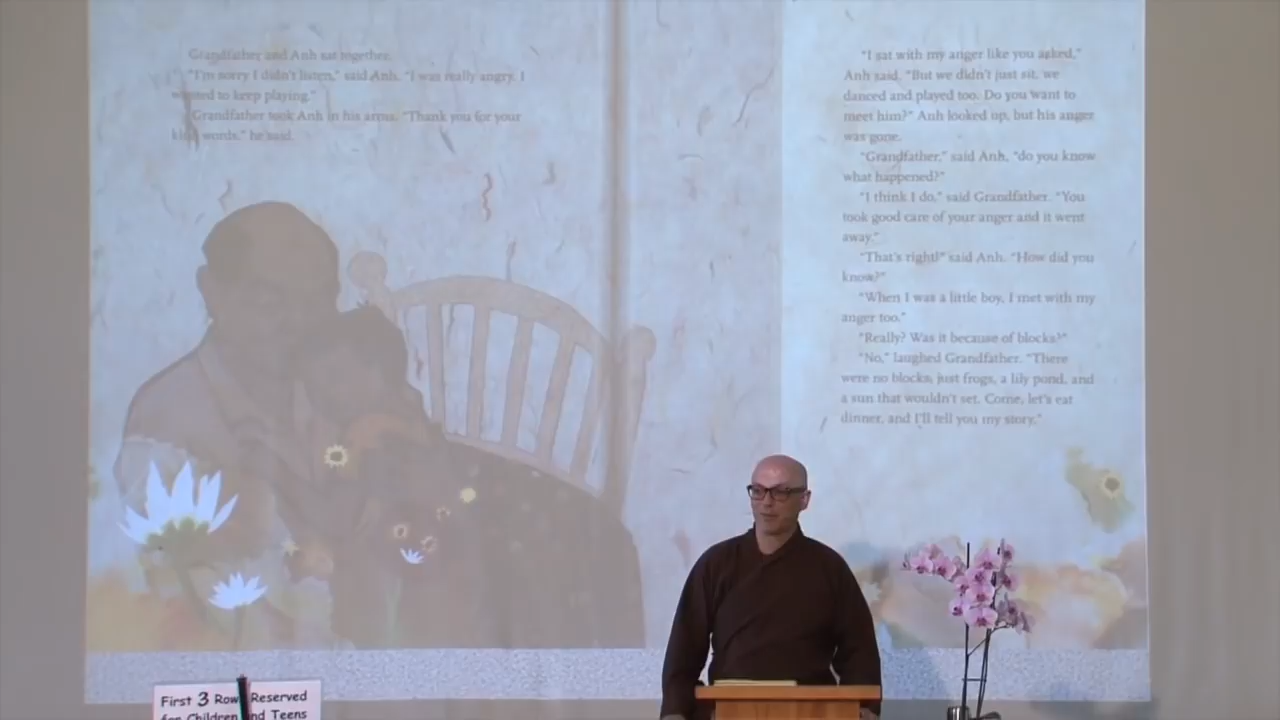 Grandfather and Anh sat together.
"I'm sorry I didn't listen," said Anh. "I was really angry. I
wanted to keep playing."
Grandfather took Anh in his arms. "Thank you for your
kind words," he said.
"I sat with my anger like you asked,"
Anh said. "But we didn't just sit, we
danced and played too. Do you want to
meet him?" Anh looked up, but his anger
was gone.
"Grandfather," said Anh, "do you know
what happened?"
"I think I do," said Grandfather. "You
took good care of your anger and it went
away."
"That's right!" said Anh. "How did you
know?"
"When I was a little boy, I met with my
anger too."
"Really? Was it because of blocks?"
"No," laughed Grandfather. "There
were no blocks, just frogs, a lily pond, and
a sun that wouldn't set. Come, let's eat
dinner, and I'll tell you my story."
First 3 Row Reserved
for Children and Teens